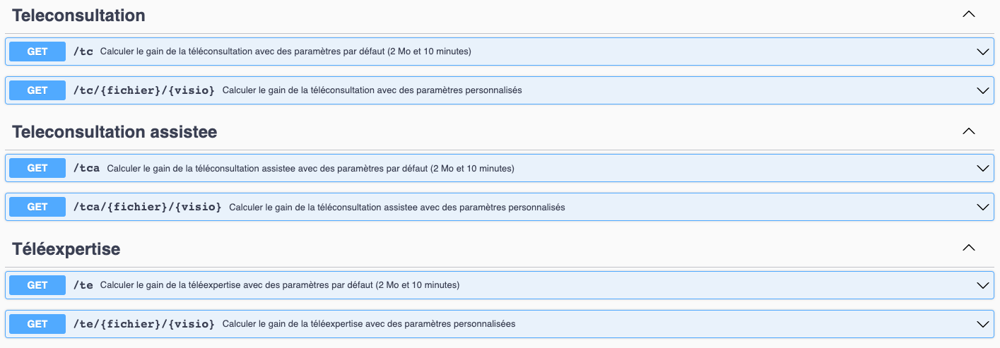 Teleconsultation
GET /tc Calculer le gain de la téléconsultation avec des paramètres par défaut (2 Mo et 10 minutes)
GET /tc/{fichier}/{visio} Calculer le gain de la téléconsultation avec des paramètres personnalisés
Teleconsultation assistee
GET /tca Calculer le gain de la téléconsultation assistee avec des paramètres par défaut (2 Mo et 10 minutes)
GET /tca/{fichier}/{visio} Calculer le gain de la téléconsultation assistee avec des paramètres personnalisés
Téléexpertise
GET /te Calculer le gain de la téléexpertise avec des paramètres par défaut (2 Mo et 10 minutes)
GET /te/{fichier}/{visio} Calculer le gain de la téléexpertise avec des paramètres personnalisées